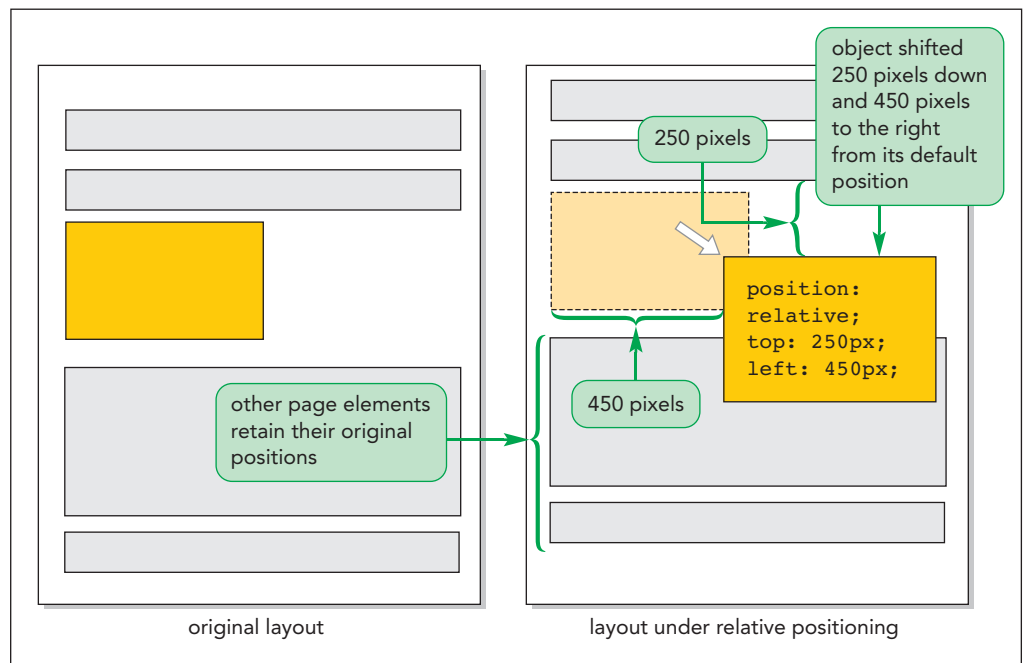 object shifted
250 pixels down
and 450 pixels
to the right
from its default
position
250 pixels
position:
relative;
top: 250px;
left: 450px;
450 pixels
other page elements
retain their original
positions
original layout
layout under relative positioning